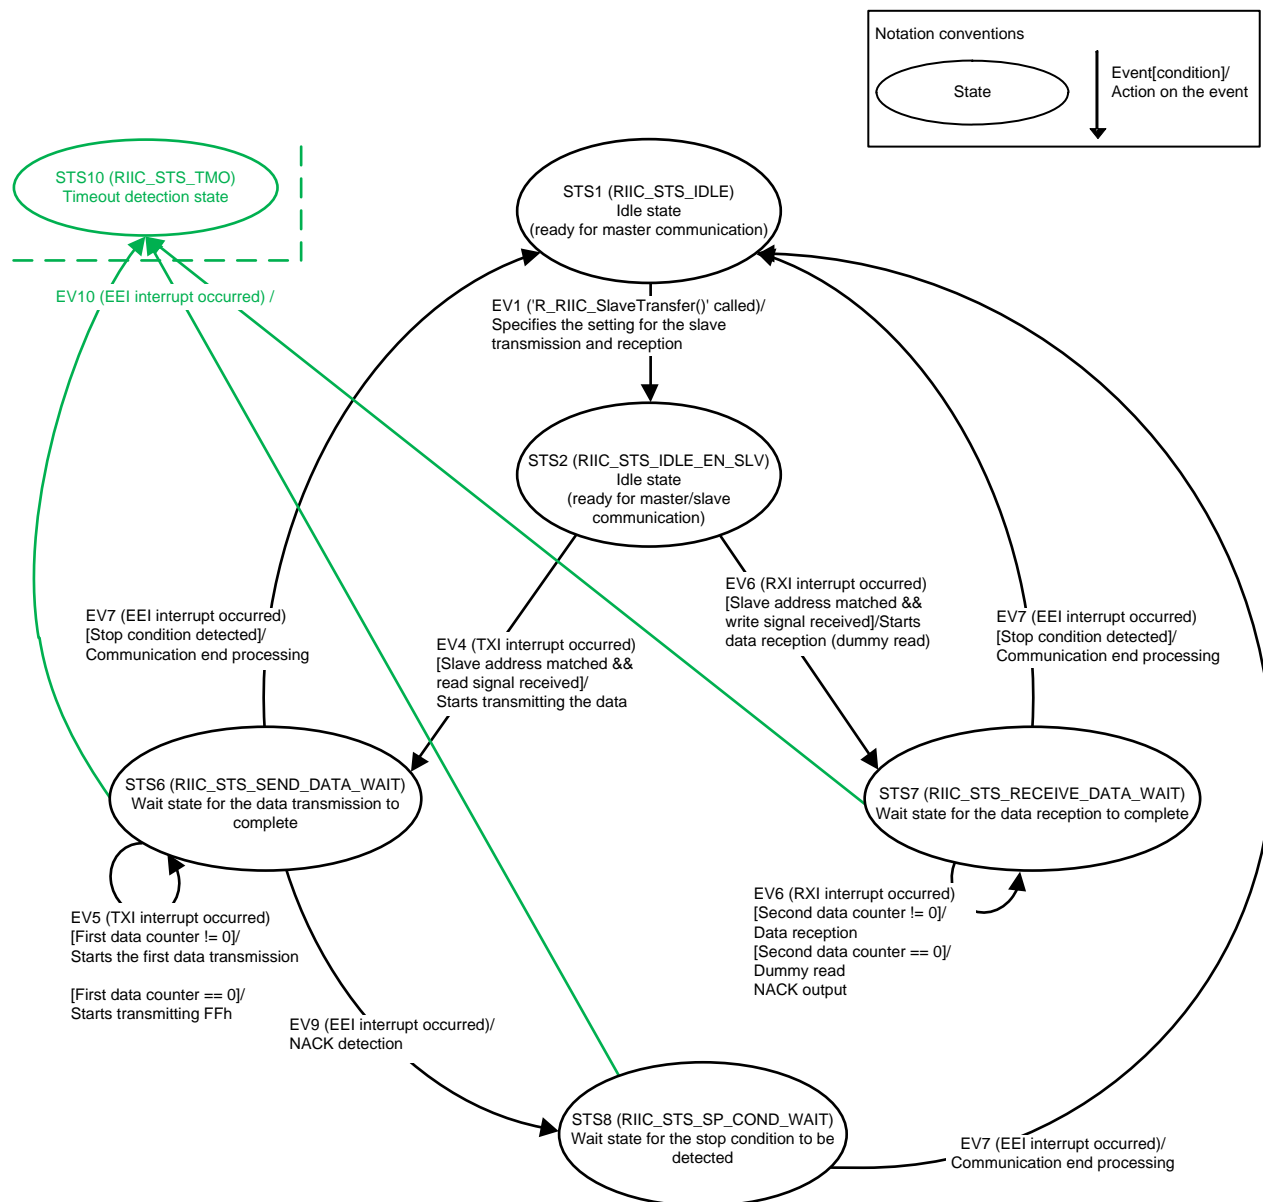 Notation conventions
State
Event[condition]/
Action on the event
STS10 (RIIC_STS_TMO)
Timeout detection state
STS1 (RIIC_STS_IDLE)
Idle state
(ready for master communication)
EV10 (EEI interrupt occurred) /
EV1 ('R_RIIC_SlaveTransfer()' called)/
Specifies the setting for the slave
transmission and reception
STS2 (RIIC_STS_IDLE_EN_SLV)
Idle state
(ready for master/slave
communication)
EV7 (EEI interrupt occurred)
[Stop condition detected]/
Communication end processing
EV4 (TXI interrupt occurred)
[Slave address matched &&
read signal received]/
Starts transmitting the data
EV6 (RXI interrupt occurred)
[Slave address matched &&
write signal received]/Starts
data reception (dummy read)
EV7 (EEI interrupt occurred)
[Stop condition detected]/
Communication end processing
STS6 (RIIC_STS_SEND_DATA_WAIT)
Wait state for the data transmission to
complete
STS7 (RIIC_STS_RECEIVE_DATA_WAIT)
Wait state for the data reception to complete
EV5 (TXI interrupt occurred)
[First data counter != 0]/
Starts the first data transmission
[First data counter == 0]/
Starts transmitting FFh
EV6 (RXI interrupt occurred)
[Second data counter != 0]/
Data reception
[Second data counter == 0]/
Dummy read
NACK output
EV9 (EEI interrupt occurred)/
NACK detection
STS8 (RIIC_STS_SP_COND_WAIT)
Wait state for the stop condition to be
detected
EV7 (EEI interrupt occurred)/
Communication end processing